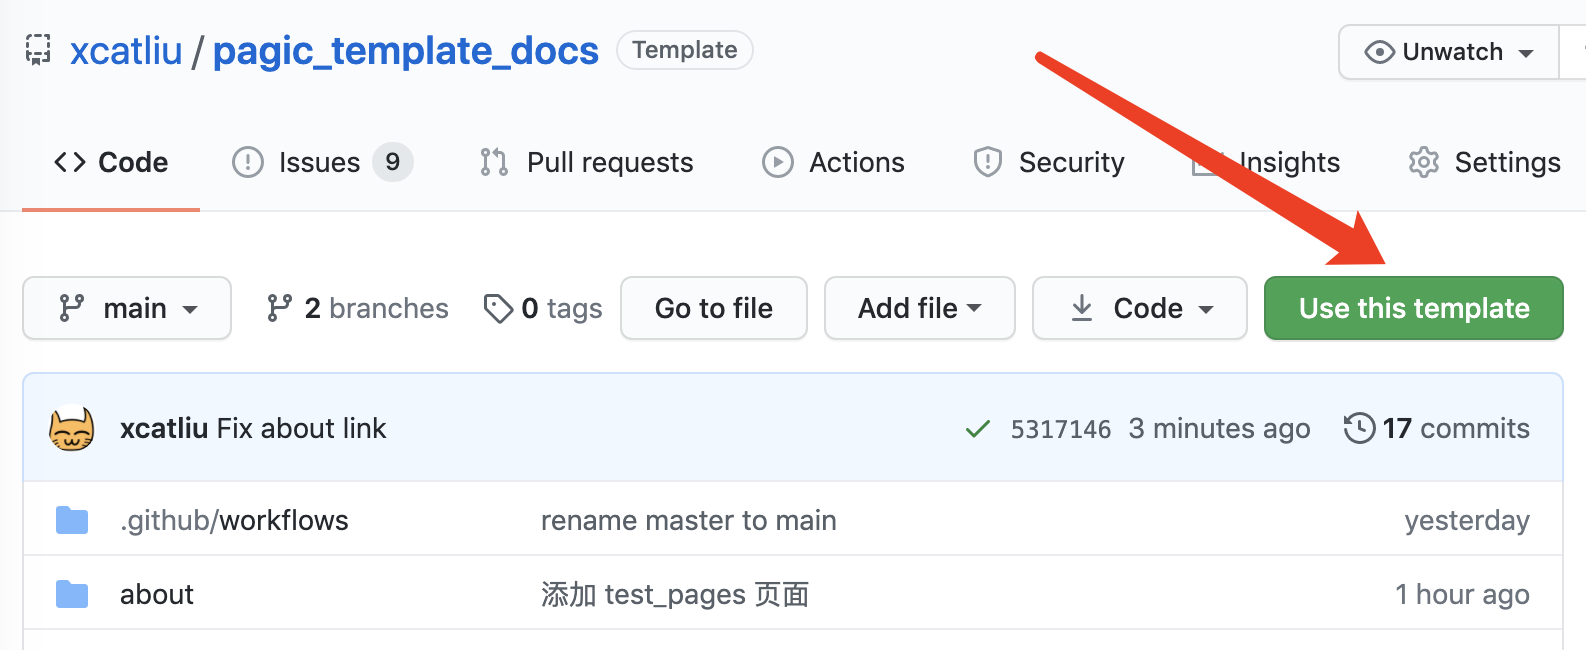 xcatliu / pagic_template_docs Template Unwatch
Code Issues 9 Pull requests Actions Security Insights Settings
main 2 branches 0 tags Go to file Add file Code Use this template
xcatliu Fix about link 5317146 3 minutes ago 17 commits
.github/workflows rename master to main yesterday
about 添加 test_pages 页面 1 hour ago